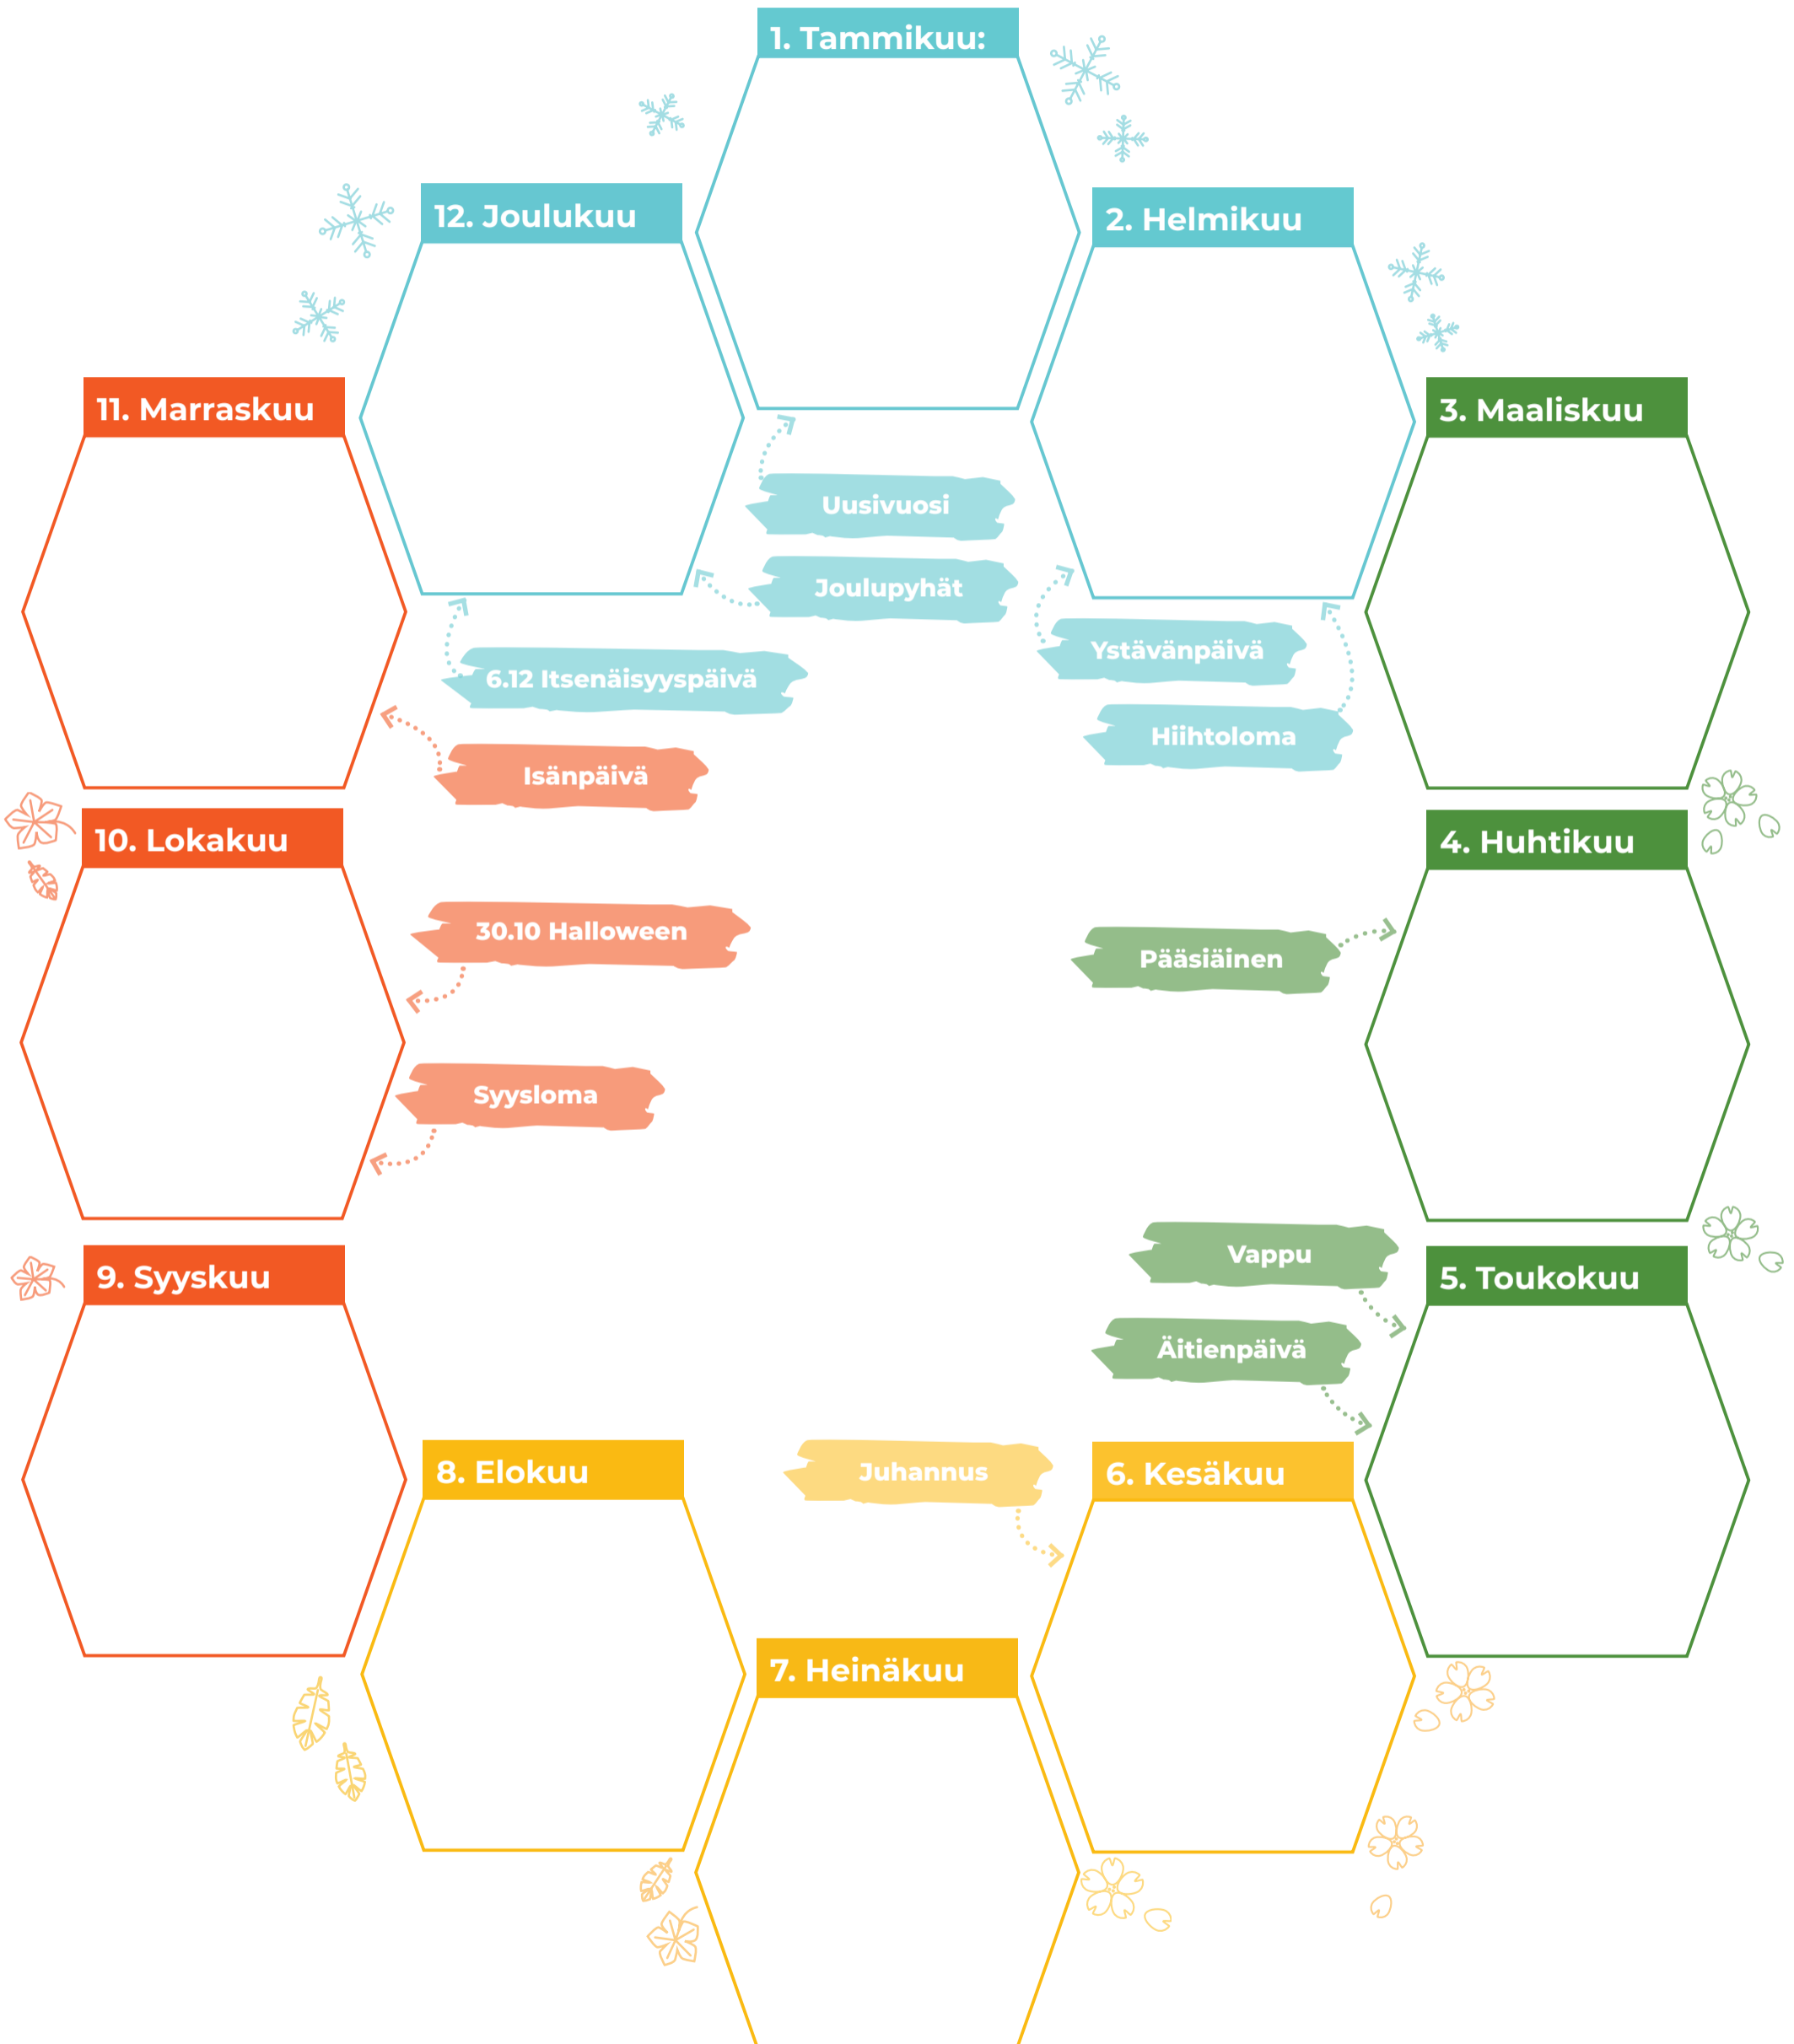 1. Tammikuu:
12. Joulukuu
2. Helmikuu
11. Marraskuu
3. Maaliskuu
Uusivuosi
Joulupyhät
Ystävänpäivä
6.12 Itsenäisyyspäivä
Hiihtoloma
Isänpäivä
10. Lokakuu
4. Huhtikuu
30.10 Halloween
Pääsiäinen
Syysloma
Vappu
9. Syyskuu
5. Toukokuu
Äitienpäivä
8. Elokuu
Juhannus
6. Kesäkuu
7. Heinäkuu